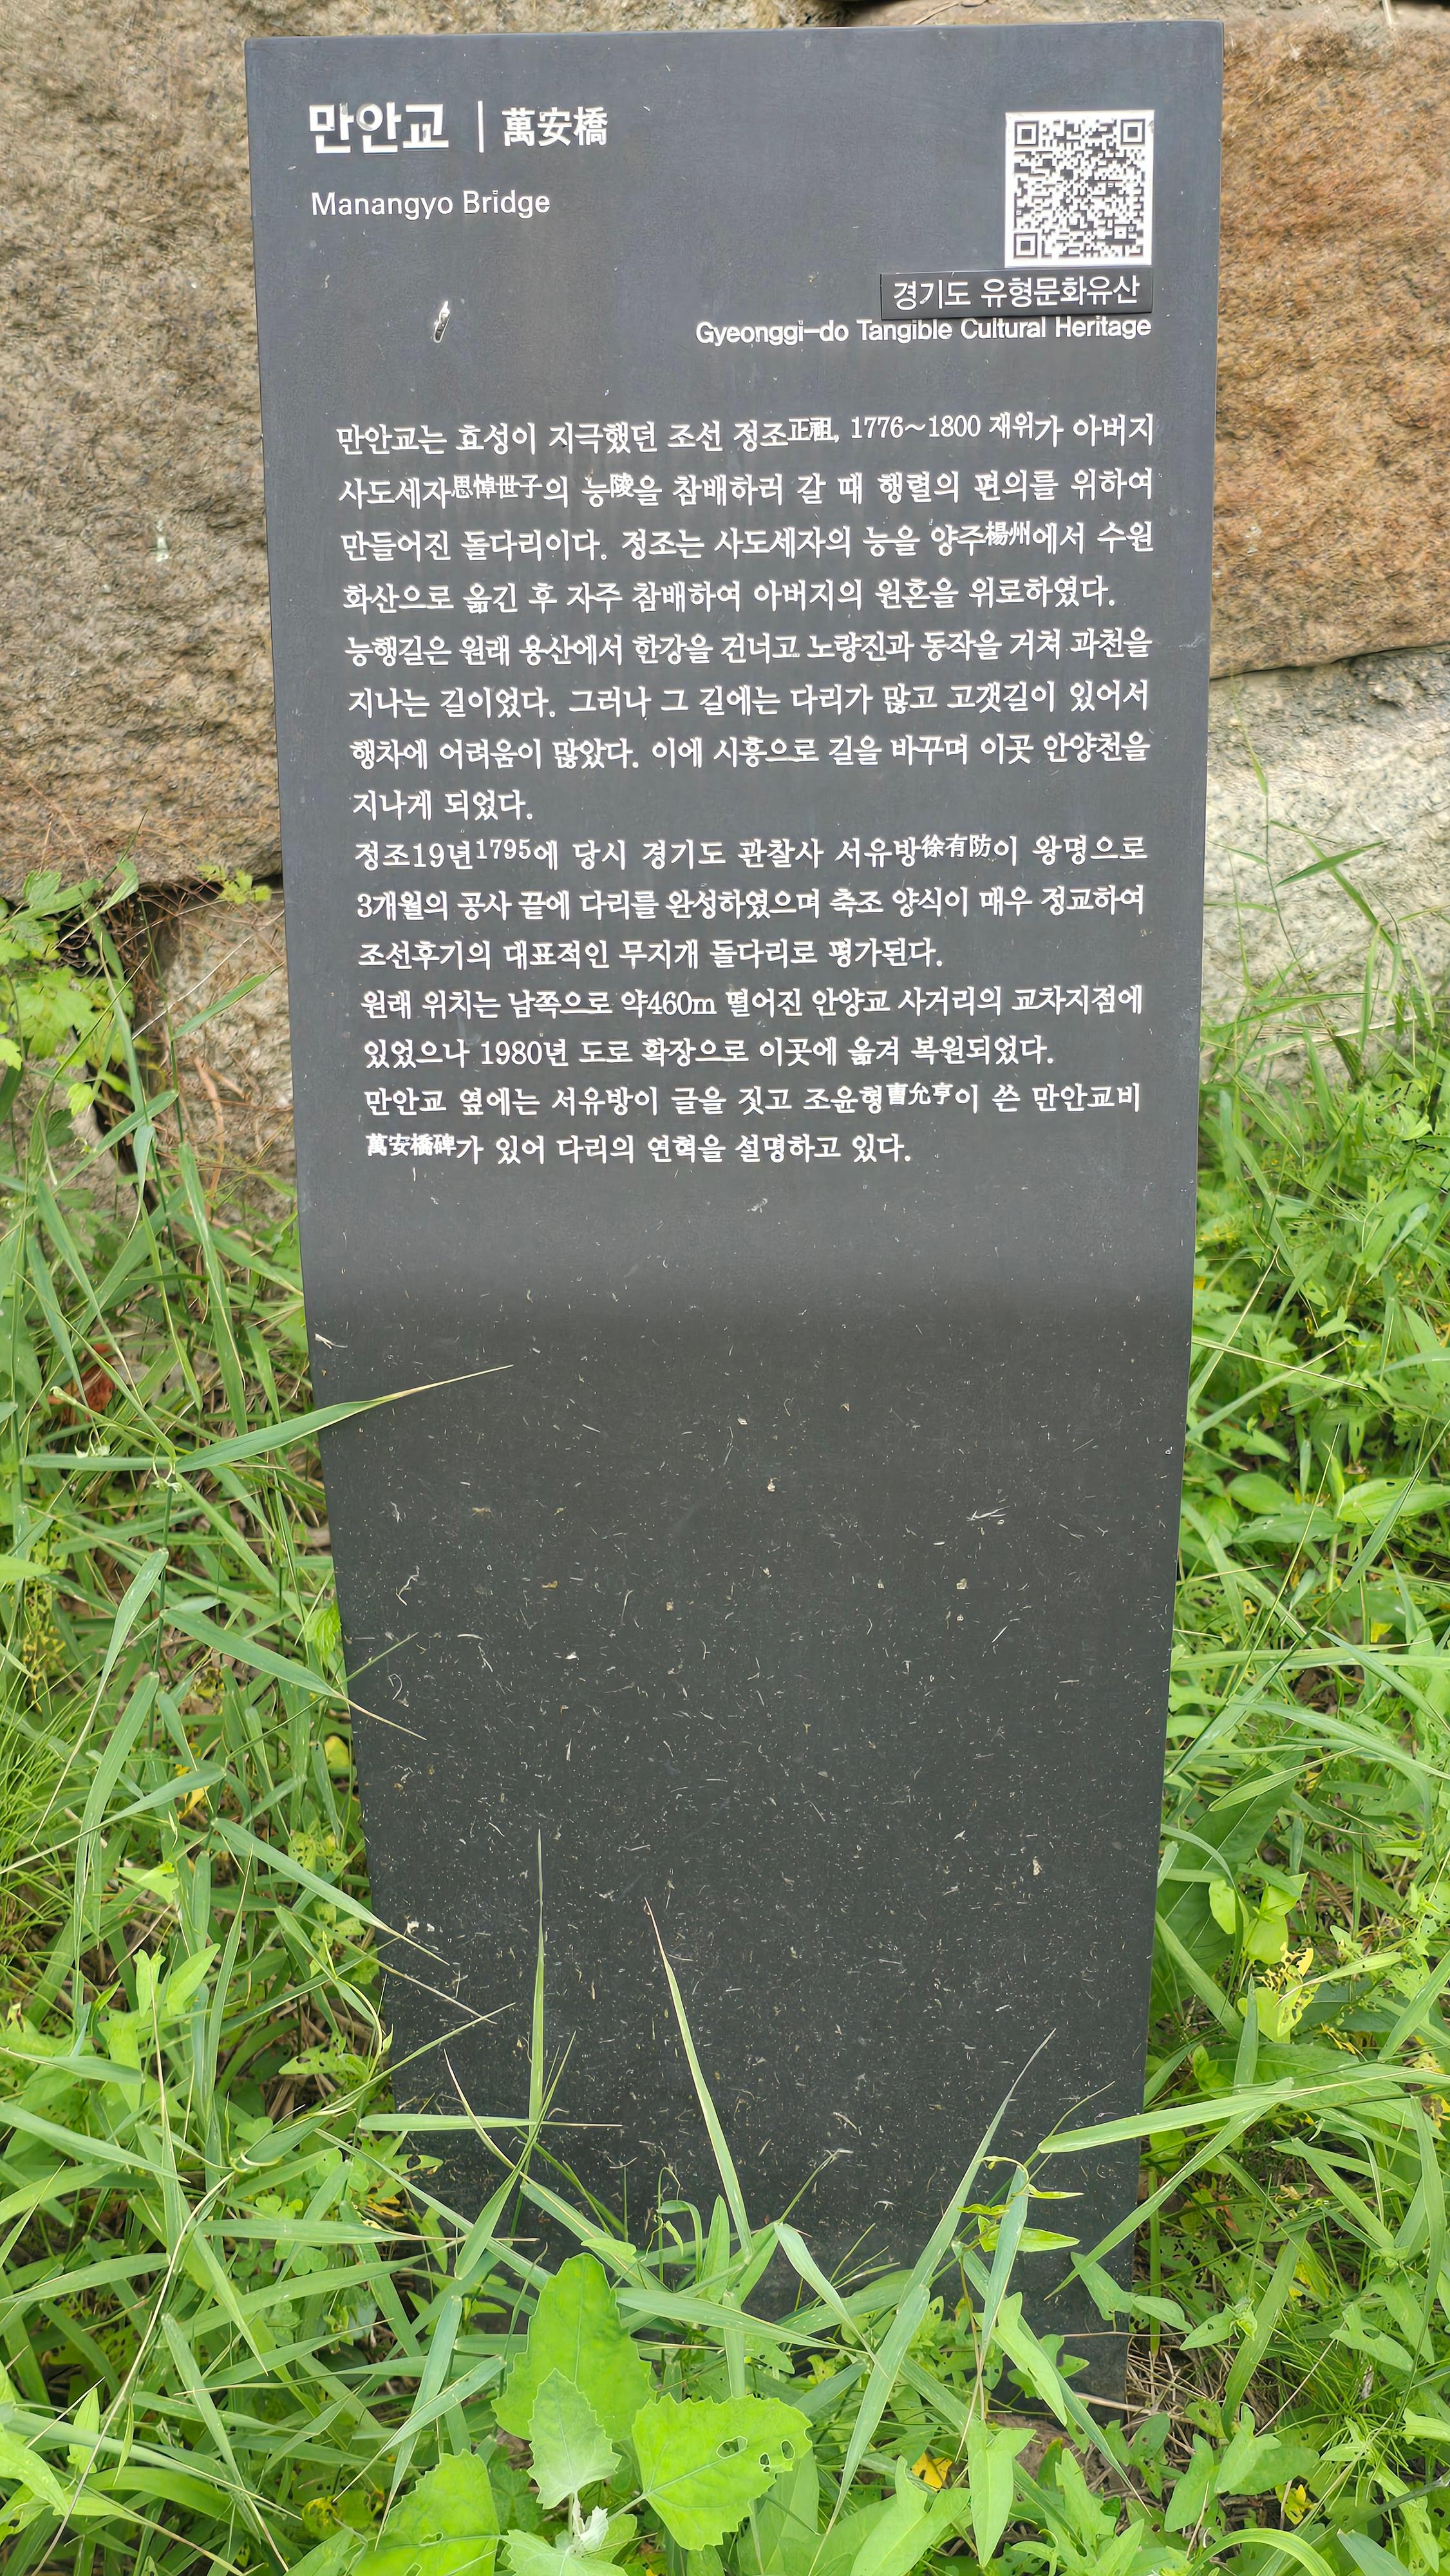 만안교 | 萬安橋
Manangyo Bridge
경기도 유형문화유산
Gyeonggi-do Tangible Cultural Heritage
만안교는 효성이 지극했던 조선 정조正祖, 1776~1800 재위가 아버지
사도세자思悼世子의 능陵을 참배하러 갈 때 행렬의 편의를 위하여
만들어진 돌다리이다. 정조는 사도세자의 능을 양주楊州에서 수원
화산으로 옮긴 후 자주 참배하여 아버지의 원혼을 위로하였다.
능행길은 원래 용산에서 한강을 건너고 노량진과 동작을 거쳐 과천을
지나는 길이었다. 그러나 그 길에는 다리가 많고 고갯길이 있어서
행차에 어려움이 많았다. 이에 시흥으로 길을 바꾸며 이곳 안양천을
지나게 되었다.
정조19년1795에 당시 경기도 관찰사 서유방徐有防이 왕명으로
3개월의 공사 끝에 다리를 완성하였으며 축조 양식이 매우 정교하여
조선후기의 대표적인 무지개 돌다리로 평가된다.
원래 위치는 남쪽으로 약460m 떨어진 안양교 사거리의 교차지점에
있었으나 1980년 도로 확장으로 이곳에 옮겨 복원되었다.
만안교 옆에는 서유방이 글을 짓고 조윤형曺允亨이 쓴 만안교비
萬安橋碑가 있어 다리의 연혁을 설명하고 있다.